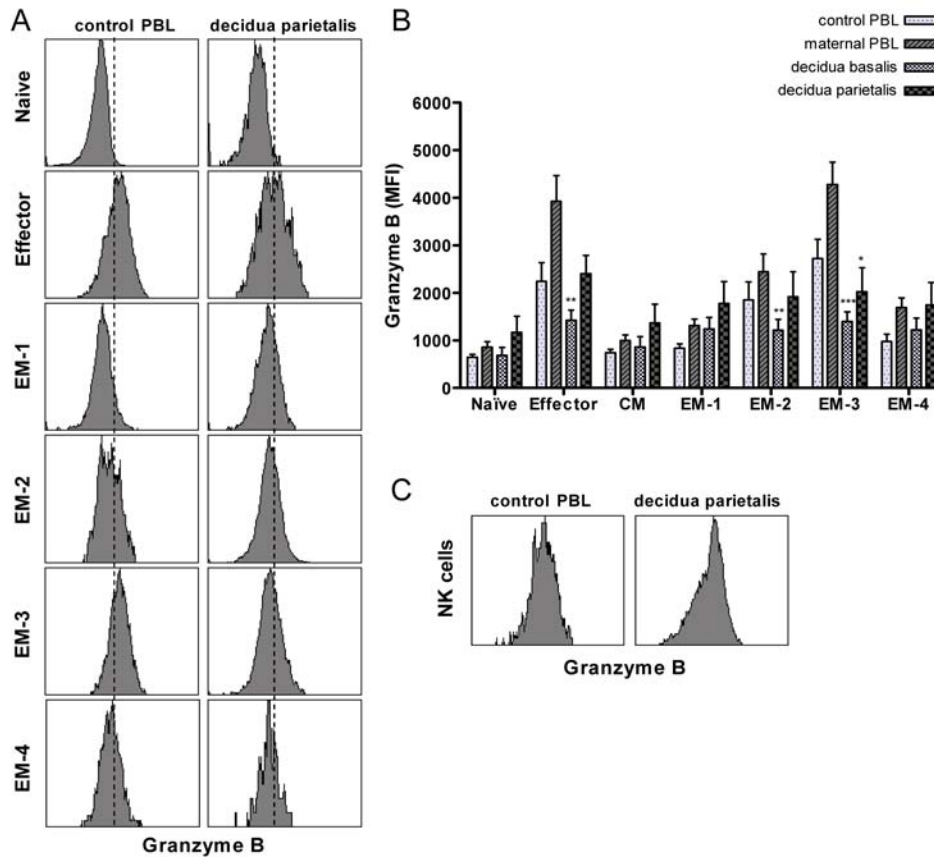 A
control PBL
decidua parietalis
Naive
Effector
EM-1
EM-2
EM-3
EM-4
Granzyme B
B
control PBL
maternal PBL
decidua basalis
decidua parietalis
Granzyme B (MFI)
6000
5000
4000
3000
2000
1000
0
**
**
***
*
Naïve Effector CM EM-1 EM-2 EM-3 EM-4
C
control PBL
decidua parietalis
NK cells
Granzyme B